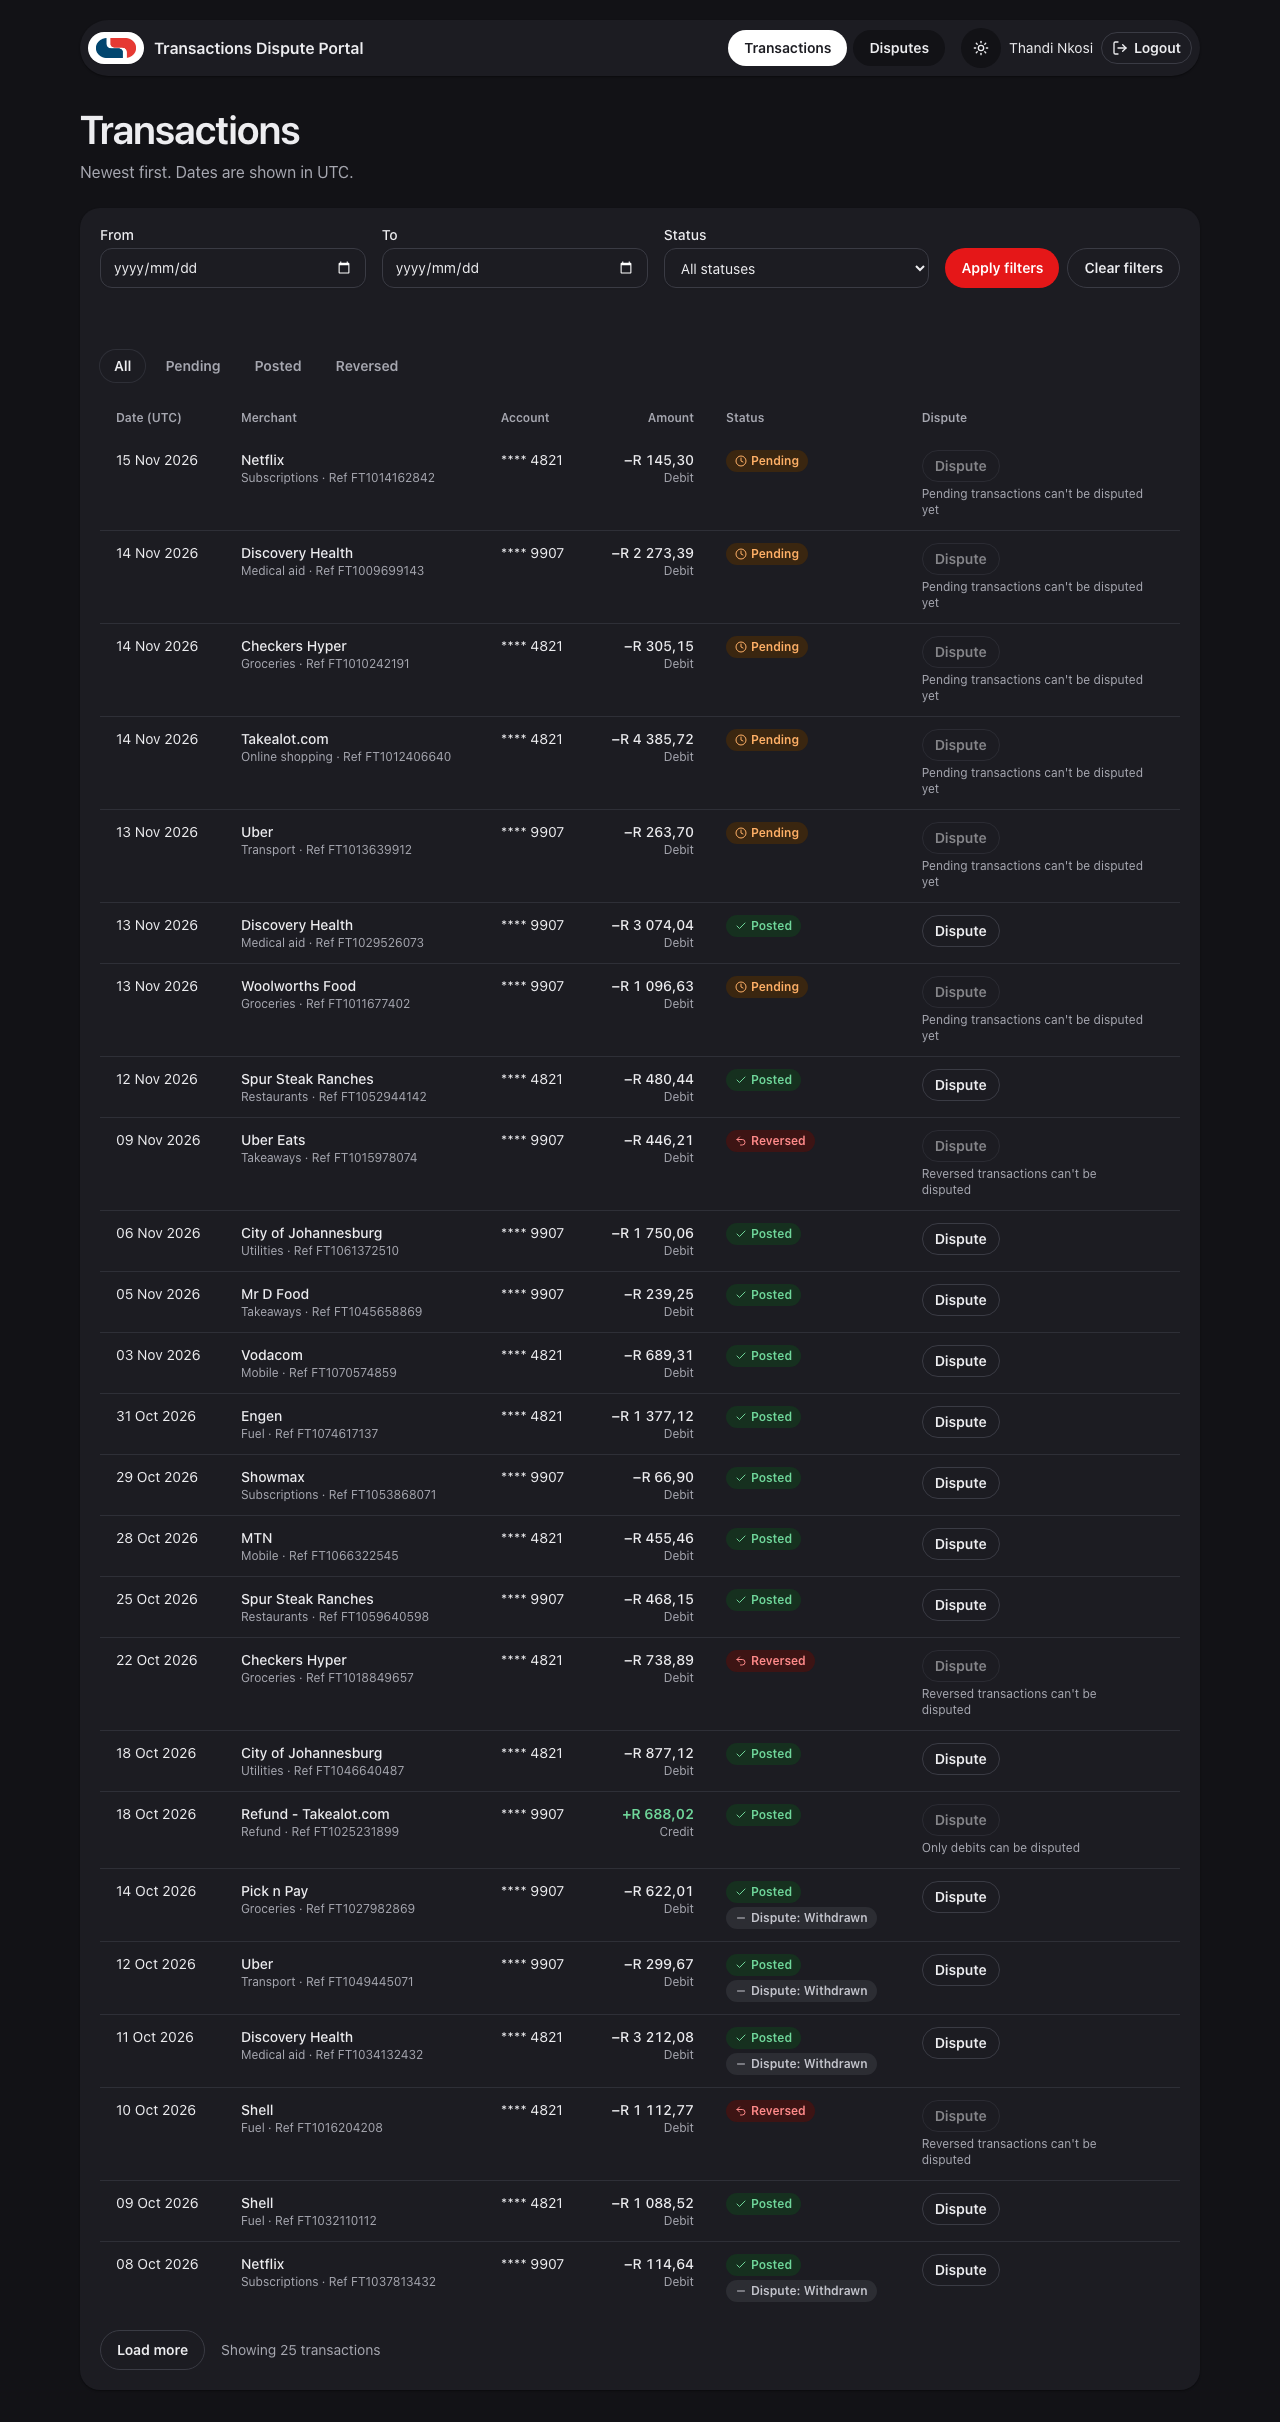 Transactions Dispute Portal
Transactions
Disputes
Thandi Nkosi
Logout
Transactions
Newest first. Dates are shown in UTC.
From
To
Status
yyyy/mm/dd
yyyy/mm/dd
All statuses
Apply filters
Clear filters
All
Pending
Posted
Reversed
Date (UTC) Merchant Account Amount Status Dispute
15 Nov 2026 Netflix **** 4821 −R 145,30 Pending Dispute
Subscriptions · Ref FT1014162842 Debit
Pending transactions can't be disputed
yet
14 Nov 2026 Discovery Health **** 9907 −R 2 273,39 Pending Dispute
Medical aid · Ref FT1009699143 Debit
Pending transactions can't be disputed
yet
14 Nov 2026 Checkers Hyper **** 4821 −R 305,15 Pending Dispute
Groceries · Ref FT1010242191 Debit
Pending transactions can't be disputed
yet
14 Nov 2026 Takealot.com **** 4821 −R 4 385,72 Pending Dispute
Online shopping · Ref FT1012406640 Debit
Pending transactions can't be disputed
yet
13 Nov 2026 Uber **** 9907 −R 263,70 Pending Dispute
Transport · Ref FT1013639912 Debit
Pending transactions can't be disputed
yet
13 Nov 2026 Discovery Health **** 9907 −R 3 074,04 Posted Dispute
Medical aid · Ref FT1029526073 Debit
13 Nov 2026 Woolworths Food **** 9907 −R 1 096,63 Pending Dispute
Groceries · Ref FT1011677402 Debit
Pending transactions can't be disputed
yet
12 Nov 2026 Spur Steak Ranches **** 4821 −R 480,44 Posted Dispute
Restaurants · Ref FT1052944142 Debit
09 Nov 2026 Uber Eats **** 9907 −R 446,21 Reversed Dispute
Takeaways · Ref FT1015978074 Debit
Reversed transactions can't be
disputed
06 Nov 2026 City of Johannesburg **** 9907 −R 1 750,06 Posted Dispute
Utilities · Ref FT1061372510 Debit
05 Nov 2026 Mr D Food **** 9907 −R 239,25 Posted Dispute
Takeaways · Ref FT1045658869 Debit
03 Nov 2026 Vodacom **** 4821 −R 689,31 Posted Dispute
Mobile · Ref FT1070574859 Debit
31 Oct 2026 Engen **** 4821 −R 1 377,12 Posted Dispute
Fuel · Ref FT1074617137 Debit
29 Oct 2026 Showmax **** 9907 −R 66,90 Posted Dispute
Subscriptions · Ref FT1053868071 Debit
28 Oct 2026 MTN **** 4821 −R 455,46 Posted Dispute
Mobile · Ref FT1066322545 Debit
25 Oct 2026 Spur Steak Ranches **** 9907 −R 468,15 Posted Dispute
Restaurants · Ref FT1059640598 Debit
22 Oct 2026 Checkers Hyper **** 4821 −R 738,89 Reversed Dispute
Groceries · Ref FT1018849657 Debit
Reversed transactions can't be
disputed
18 Oct 2026 City of Johannesburg **** 4821 −R 877,12 Posted Dispute
Utilities · Ref FT1046640487 Debit
18 Oct 2026 Refund - Takealot.com **** 9907 +R 688,02 Posted Dispute
Refund · Ref FT1025231899 Credit
Only debits can be disputed
14 Oct 2026 Pick n Pay **** 9907 −R 622,01 Posted Dispute
Groceries · Ref FT1027982869 Debit
Dispute: Withdrawn
12 Oct 2026 Uber **** 9907 −R 299,67 Posted Dispute
Transport · Ref FT1049445071 Debit
Dispute: Withdrawn
11 Oct 2026 Discovery Health **** 4821 −R 3 212,08 Posted Dispute
Medical aid · Ref FT1034132432 Debit
Dispute: Withdrawn
10 Oct 2026 Shell **** 4821 −R 1 112,77 Reversed Dispute
Fuel · Ref FT1016204208 Debit
Reversed transactions can't be
disputed
09 Oct 2026 Shell **** 4821 −R 1 088,52 Posted Dispute
Fuel · Ref FT1032110112 Debit
08 Oct 2026 Netflix **** 9907 −R 114,64 Posted Dispute
Subscriptions · Ref FT1037813432 Debit
Dispute: Withdrawn
Load more
Showing 25 transactions